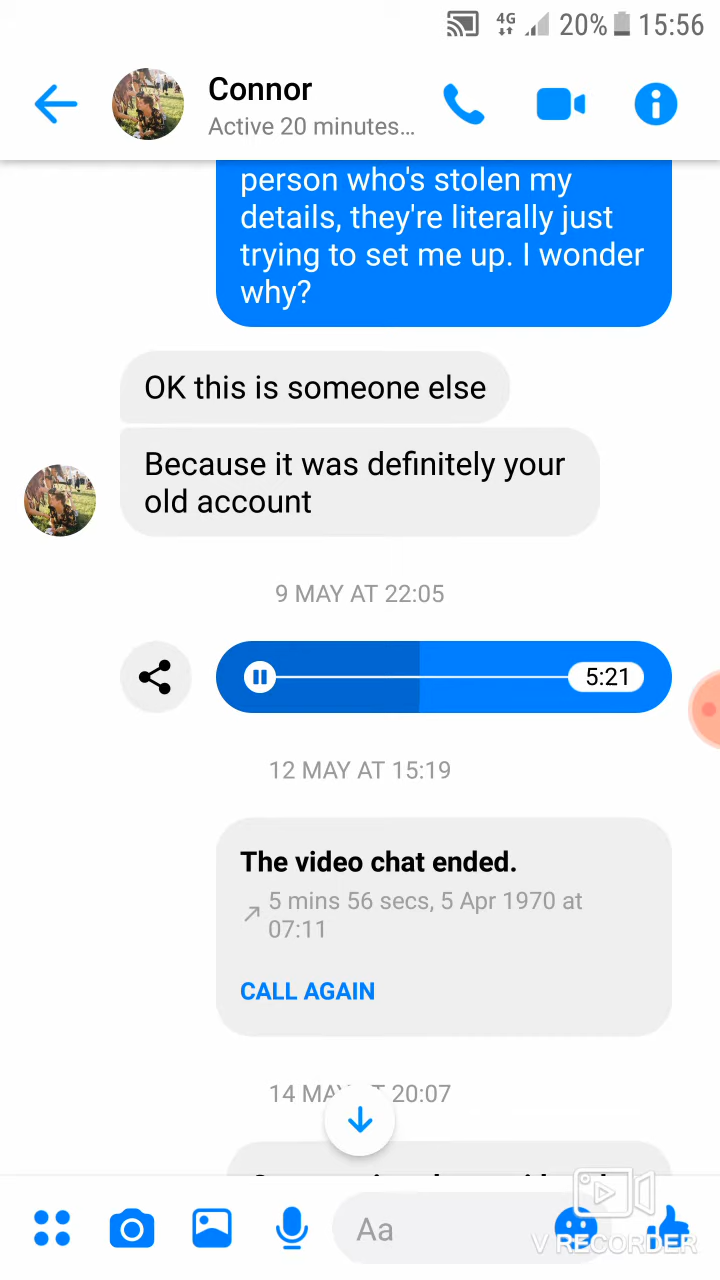 4G 20% 15:56
Connor
Active 20 minutes...
person who's stolen my
details, they're literally just
trying to set me up. I wonder
why?
OK this is someone else
Because it was definitely your
old account
9 MAY AT 22:05
5:21
12 MAY AT 15:19
The video chat ended.
5 mins 56 secs, 5 Apr 1970 at
07:11
CALL AGAIN
14 MAY AT 20:07
Aa
V RECORDER